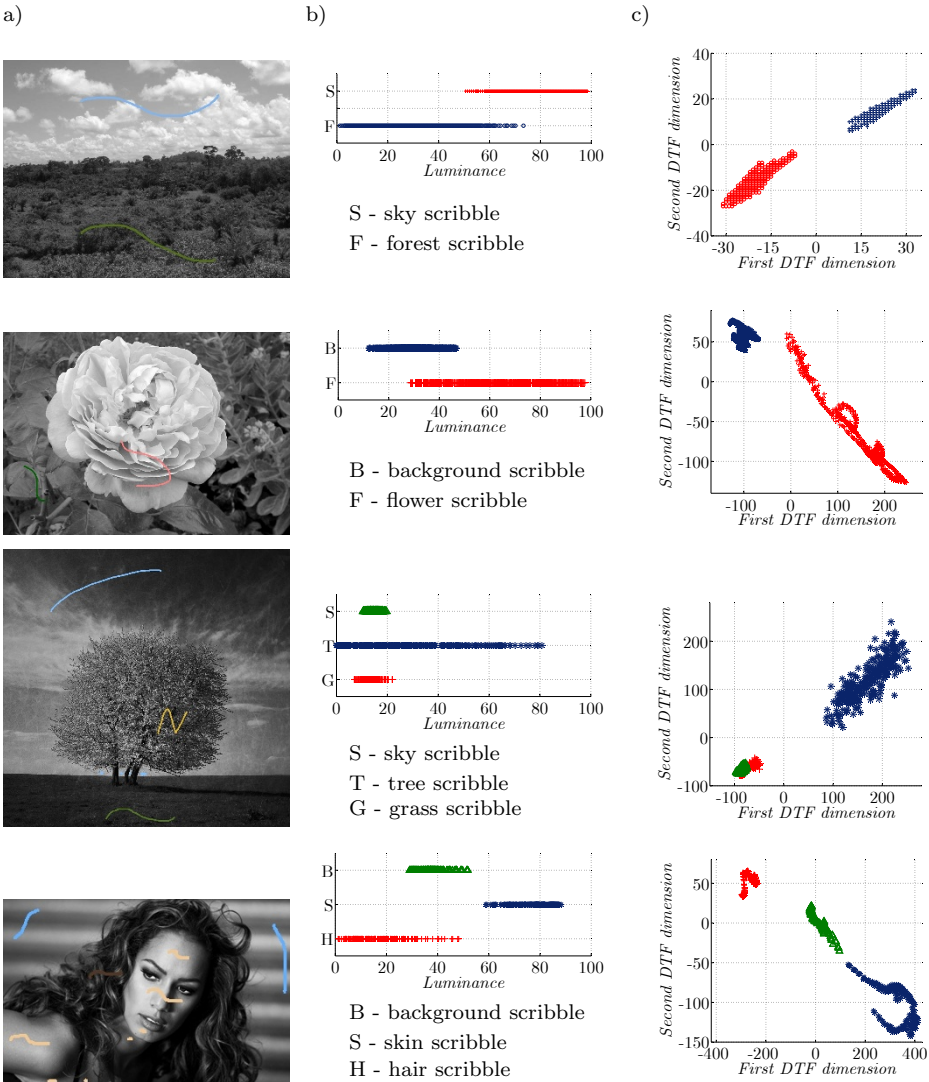 a)
b)
c)
S
F
0
20
40
60
80
100
Luminance
S - sky scribble
F - forest scribble
Second DTF dimension
40
20
0
-20
-40
-30
-15
0
15
30
First DTF dimension
B
F
0
20
40
60
80
100
Luminance
B - background scribble
F - flower scribble
Second DTF dimension
50
0
-50
-100
-100
0
100
200
First DTF dimension
S
T
G
0
20
40
60
80
100
Luminance
S - sky scribble
T - tree scribble
G - grass scribble
Second DTF dimension
200
100
0
-100
-100
0
100
200
First DTF dimension
B
S
H
0
20
40
60
80
100
Luminance
B - background scribble
S - skin scribble
H - hair scribble
Second DTF dimension
50
0
-50
-100
-150
-400
-200
0
200
400
First DTF dimension